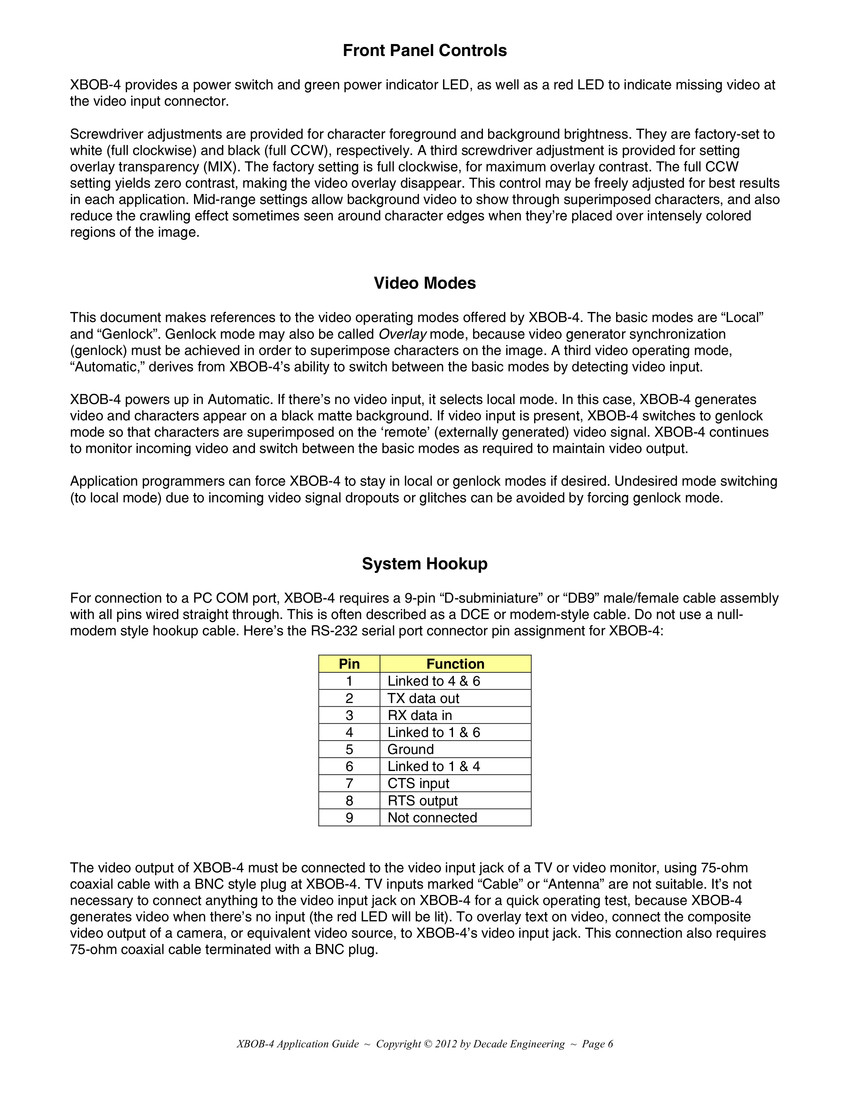 Front Panel Controls
XBOB-4 provides a power switch and green power indicator LED, as well as a red LED to indicate missing video at
the video input connector.
Screwdriver adjustments are provided for character foreground and background brightness. They are factory-set to
white (full clockwise) and black (full CCW), respectively. A third screwdriver adjustment is provided for setting
overlay transparency (MIX). The factory setting is full clockwise, for maximum overlay contrast. The full CCW
setting yields zero contrast, making the video overlay disappear. This control may be freely adjusted for best results
in each application. Mid-range settings allow background video to show through superimposed characters, and also
reduce the crawling effect sometimes seen around character edges when they’re placed over intensely colored
regions of the image.
Video Modes
This document makes references to the video operating modes offered by XBOB-4. The basic modes are “Local”
and “Genlock”. Genlock mode may also be called Overlay mode, because video generator synchronization
(genlock) must be achieved in order to superimpose characters on the image. A third video operating mode,
“Automatic,” derives from XBOB-4’s ability to switch between the basic modes by detecting video input.
XBOB-4 powers up in Automatic. If there’s no video input, it selects local mode. In this case, XBOB-4 generates
video and characters appear on a black matte background. If video input is present, XBOB-4 switches to genlock
mode so that characters are superimposed on the ‘remote’ (externally generated) video signal. XBOB-4 continues
to monitor incoming video and switch between the basic modes as required to maintain video output.
Application programmers can force XBOB-4 to stay in local or genlock modes if desired. Undesired mode switching
(to local mode) due to incoming video signal dropouts or glitches can be avoided by forcing genlock mode.
System Hookup
For connection to a PC COM port, XBOB-4 requires a 9-pin “D-subminiature” or “DB9” male/female cable assembly
with all pins wired straight through. This is often described as a DCE or modem-style cable. Do not use a null-
modem style hookup cable. Here’s the RS-232 serial port connector pin assignment for XBOB-4:
Pin Function
1 Linked to 4 & 6
2 TX data out
3 RX data in
4 Linked to 1 & 6
5 Ground
6 Linked to 1 & 4
7 CTS input
8 RTS output
9 Not connected
The video output of XBOB-4 must be connected to the video input jack of a TV or video monitor, using 75-ohm
coaxial cable with a BNC style plug at XBOB-4. TV inputs marked “Cable” or “Antenna” are not suitable. It’s not
necessary to connect anything to the video input jack on XBOB-4 for a quick operating test, because XBOB-4
generates video when there’s no input (the red LED will be lit). To overlay text on video, connect the composite
video output of a camera, or equivalent video source, to XBOB-4’s video input jack. This connection also requires
75-ohm coaxial cable terminated with a BNC plug.
XBOB-4 Application Guide ~ Copyright © 2012 by Decade Engineering ~ Page 6